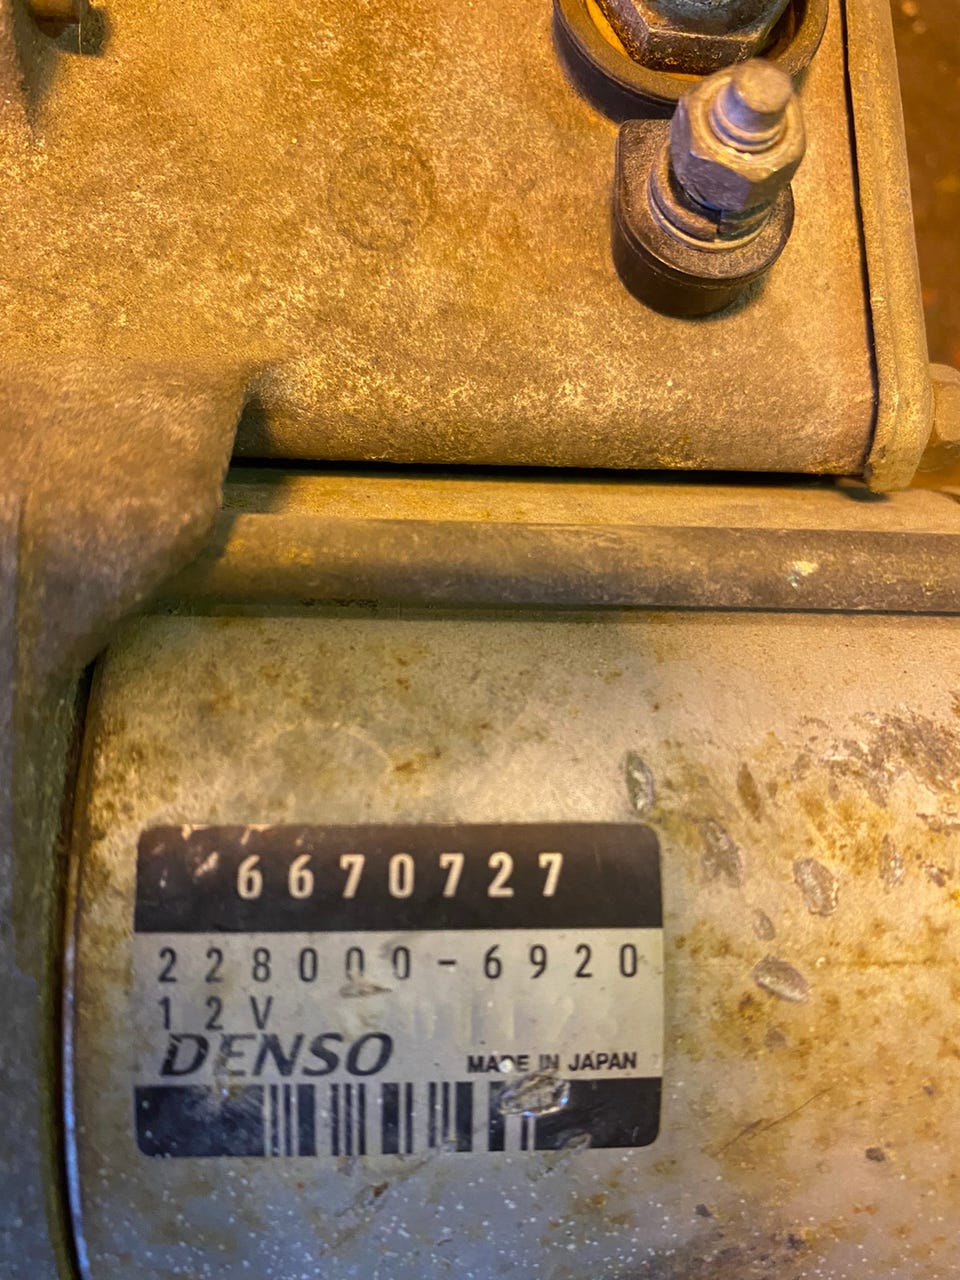 6670727
228000-6920
12V
DENSO
MADE IN JAPAN